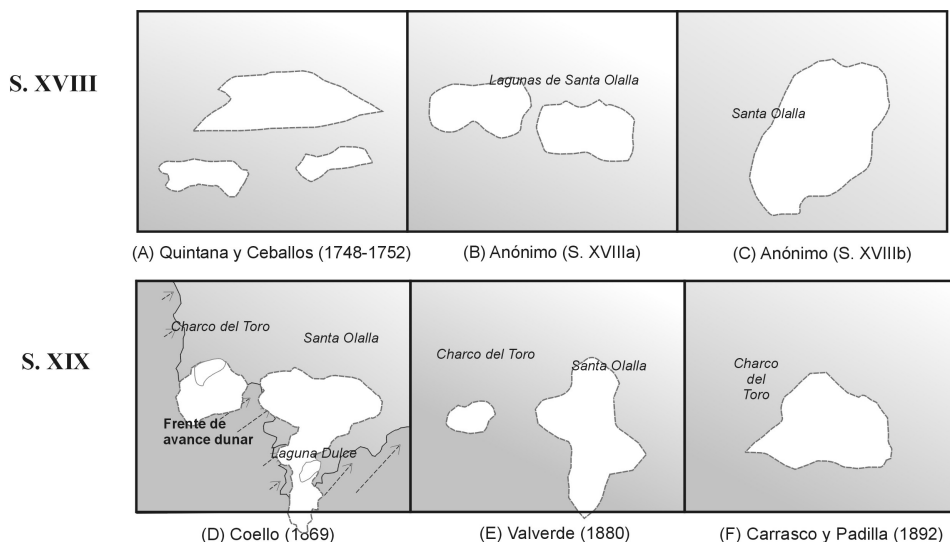 S. XVIII
Lagunas de Santa Olalla
Santa Olalla
(A) Quintana y Ceballos (1748-1752)
(B) Anónimo (S. XVIIIa)
(C) Anónimo (S. XVIIIb)
S. XIX
Charco del Toro
Santa Olalla
Frente de
avance dunar
Laguna Dulce
Charco del Toro
Santa Olalla
Charco
del
Toro
(D) Coello (1869)
(E) Valverde (1880)
(F) Carrasco y Padilla (1892)